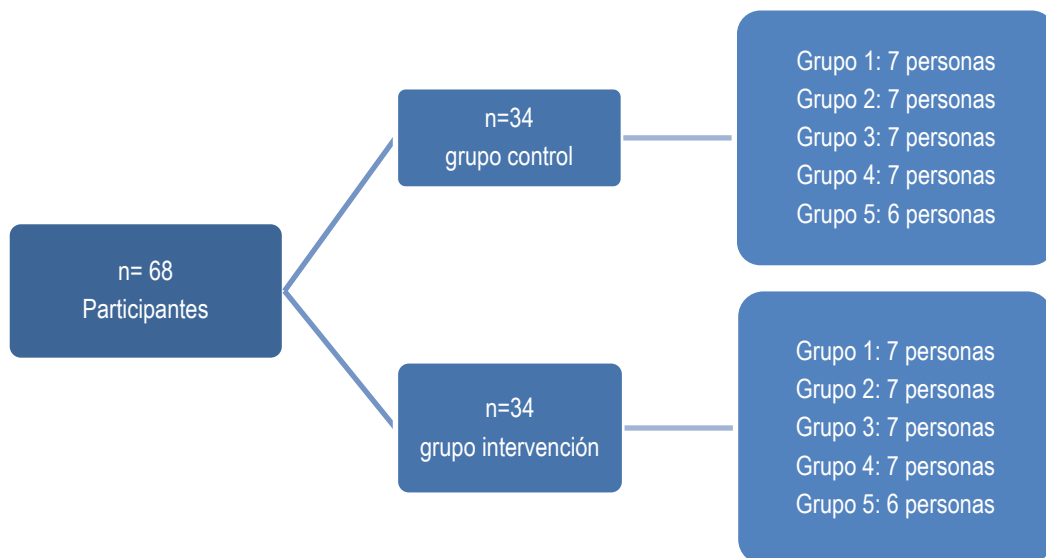 n= 68
Participantes
n=34
grupo control
Grupo 1: 7 personas
Grupo 2: 7 personas
Grupo 3: 7 personas
Grupo 4: 7 personas
Grupo 5: 6 personas
n=34
grupo intervención
Grupo 1: 7 personas
Grupo 2: 7 personas
Grupo 3: 7 personas
Grupo 4: 7 personas
Grupo 5: 6 personas